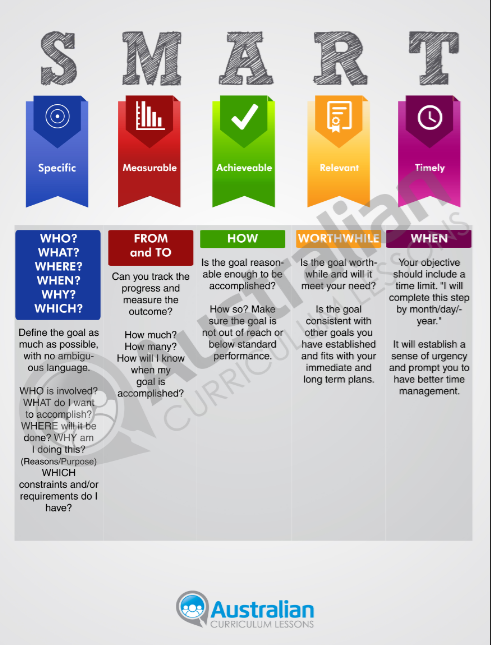 SMART
Specific
Measurable
Achieveable
Relevant
Timely
WHO?
WHAT?
WHERE?
WHEN?
WHY?
WHICH?
Define the goal as
much as possible,
with no ambigu-
ous language.
WHO is involved?
WHAT do I want
to accomplish?
WHERE will it be
done? WHY am
I doing this?
(Reasons/Purpose)
WHICH
constraints and/or
requirements do I
have?
FROM
and TO
Can you track the
progress and
measure the
outcome?
How much?
How many?
How will I know
when my
goal is
accomplished?
HOW
Is the goal reason-
able enough to be
accomplished?
How so? Make
sure the goal is
not out of reach or
below standard
performance.
WORTHWHILE
Is the goal worth-
while and will it
meet your need?
Is the goal
consistent with
other goals you
have established
and fits with your
immediate and
long term plans.
WHEN
Your objective
should include a
time limit. "I will
complete this step
by month/day/-
year."
It will establish a
sense of urgency
and prompt you to
have better time
management.
Australian
CURRICULUM LESSONS
Australian
CURRICULUM LESSONS